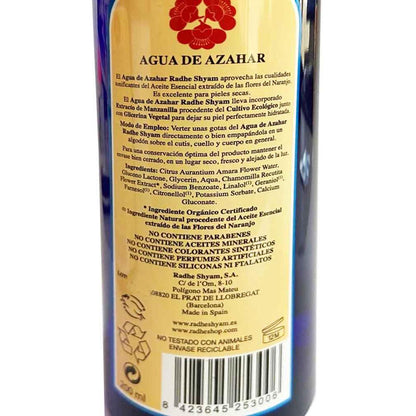 AGUA DE AZAHAR
El Agua de Azahar Radhe Shyam aprovecha las cualidades
tonificantes del Aceite Esencial extraído de las flores del Naranjo.
Es excelente para pieles secas.
El Agua de Azahar Radhe Shyam lleva incorporado
Extracto de Manzanilla procedente del Cultivo Ecológico junto
con Glicerina Vegetal para dejar su piel perfectamente hidratada.
Modo de Empleo: Verter unas gotas del Agua de Azahar
Radhe Shyam directamente o bien empapándola en un
algodón sobre el cutis, cuello y cuerpo en general.
Para una conservación óptima del producto mantener el
envase bien cerrado, en un lugar seco, fresco y alejado de la luz.
Ingredients: Citrus Aurantium Amara Flower Water,
Glucono Lactone, Glycerin, Aqua, Chamomilla Recutita
Flower Extract*, Sodium Benzoate, Linalol[1], Geraniol[1],
Farnesol[1], Citronellol[1], Potassium Sorbate, Calcium
Gluconate.
* Ingrediente Orgánico Certificado
Ingrediente Natural procedente del Aceite Esencial
extraído de las Flores del Naranjo
NO CONTIENE PARABENES
NO CONTIENE ACEITES MINERALES
NO CONTIENE COLORANTES SINTÉTICOS
NO CONTIENE PERFUMES ARTIFICIALES
NO CONTIENE SILICONAS NI FTALATOS
Radhe Shyam, S.A.
C/ de l'Om, 8-10
Polígono Mas Mateu
08820 EL PRAT DE LLOBREGAT
(Barcelona)
Made in Spain
www.radheshyam.es
www.radheshop.com
12M
NO TESTADO CON ANIMALES
ENVASE RECICLABLE
200 ml
8 423645 253006